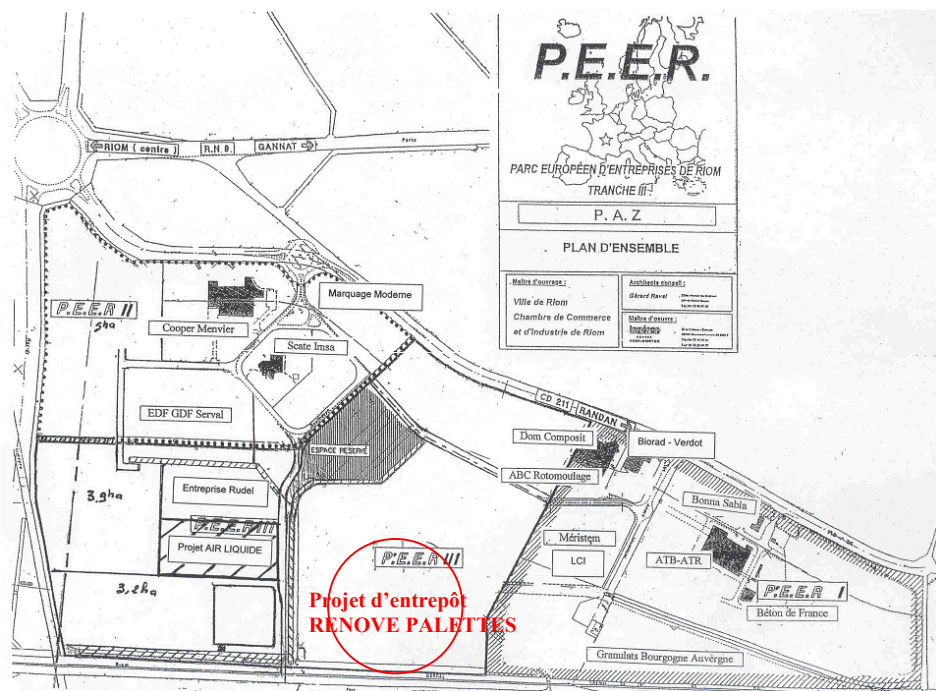 P.E.E.R.
PARC EUROPÉEN D'ENTREPRISES DE RIOM
TRANCHE III
P. A. Z
PLAN D'ENSEMBLE
Maître d'ouvrage :
Ville de Riom
Chambre de Commerce
et d'Industrie de Riom
Architecte conseil :
Gérard Ravel
Maître d'oeuvre :
Ingérop
RIOM ( centre )
R.N. 9.
GANNAT
Paris
Marquage Moderne
P.E.E.R II
5ha
Cooper Menvier
Scate Imsa
EDF GDF Serval
CD 211
RANDAN
Dom Composit
Biorad - Verdot
ESPACE RESERVÉ
ABC Rotomoulage
3,9ha
Entreprise Rudel
Bonna Sabia
P.E.E.R III
Projet AIR LIQUIDE
Méristem
P.E.E.R III
LCI
ATB-ATR
3,2ha
P.E.E.R I
Projet d'entrepôt
RENOVE PALETTES
Béton de France
Granulats Bourgogne Auvergne